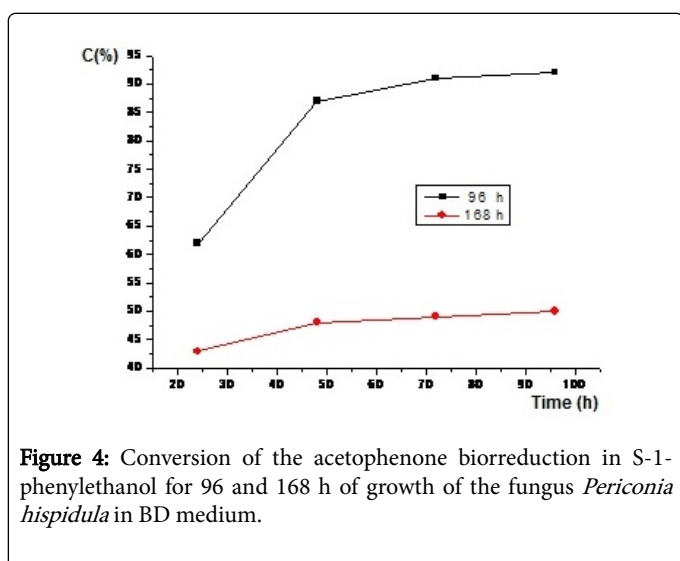 C(%)
95
90
85
80
75
70
65
60
55
50
45
40
96 h
168 h
20 30 40 50 60 70 80 90 100
Time (h)
Figure 4: Conversion of the acetophenone biorreduction in S-1-
phenylethanol for 96 and 168 h of growth of the fungus Periconia
hispidula in BD medium.